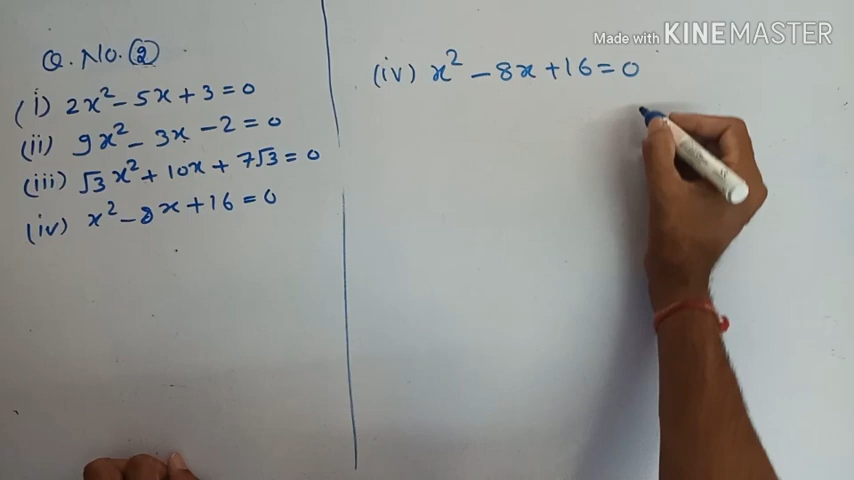 Q. No. (2)
(i) 2x² - 5x + 3 = 0
(ii) 9x² - 3x - 2 = 0
(iii) √3 x² + 10x + 7√3 = 0
(iv) x² - 8x + 16 = 0
Made with KINEMASTER
(iv) x² - 8x + 16 = 0